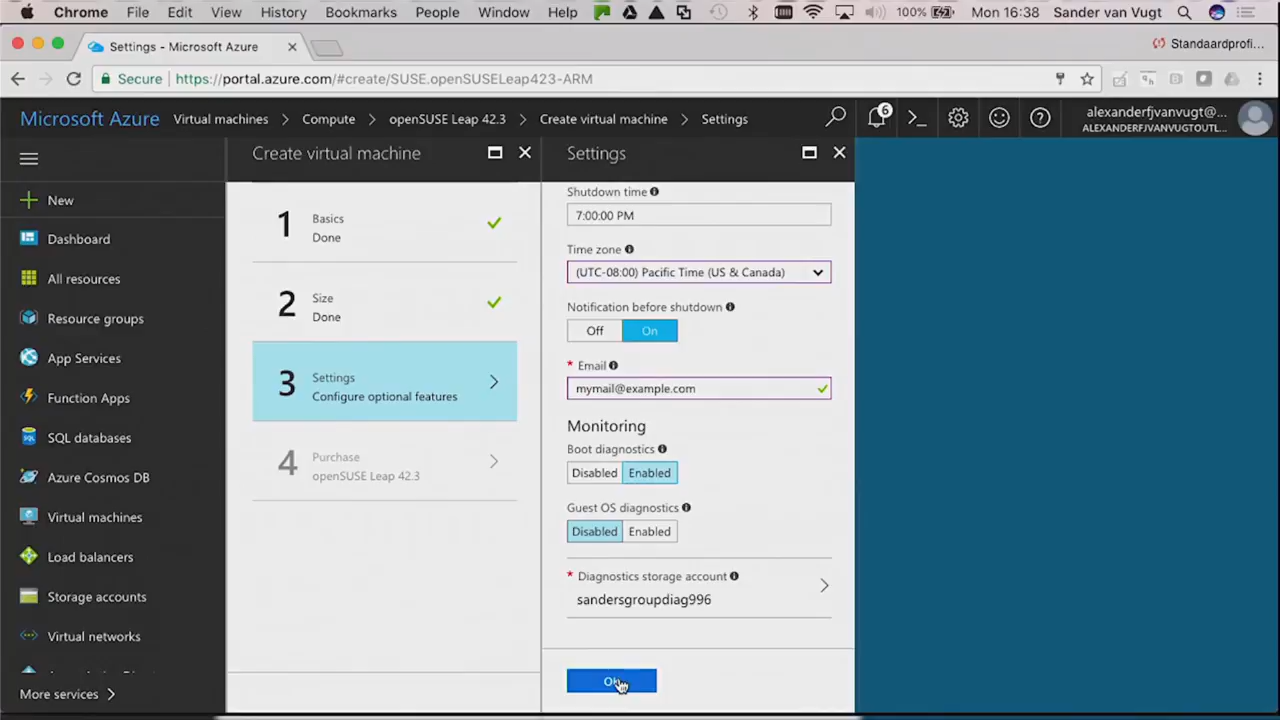 Chrome File Edit View History Bookmarks People Window Help 100% Mon 16:38 Sander van Vugt
Settings - Microsoft Azure
Standaardprofi...
Secure https://portal.azure.com/#create/SUSE.openSUSELeap423-ARM
Microsoft Azure Virtual machines > Compute > openSUSE Leap 42.3 > Create virtual machine > Settings
6
alexanderfjvanvugt@...
ALEXANDERFJVANVUGTOUTL...
New
Dashboard
All resources
Resource groups
App Services
Function Apps
SQL databases
Azure Cosmos DB
Virtual machines
Load balancers
Storage accounts
Virtual networks
More services >
Create virtual machine
1 Basics
Done
2 Size
Done
3 Settings
Configure optional features
4 Purchase
openSUSE Leap 42.3
Settings
Shutdown time
7:00:00 PM
Time zone
(UTC-08:00) Pacific Time (US & Canada)
Notification before shutdown
Off On
* Email
mymail@example.com
Monitoring
Boot diagnostics
Disabled Enabled
Guest OS diagnostics
Disabled Enabled
* Diagnostics storage account
sandersgroupdiag996